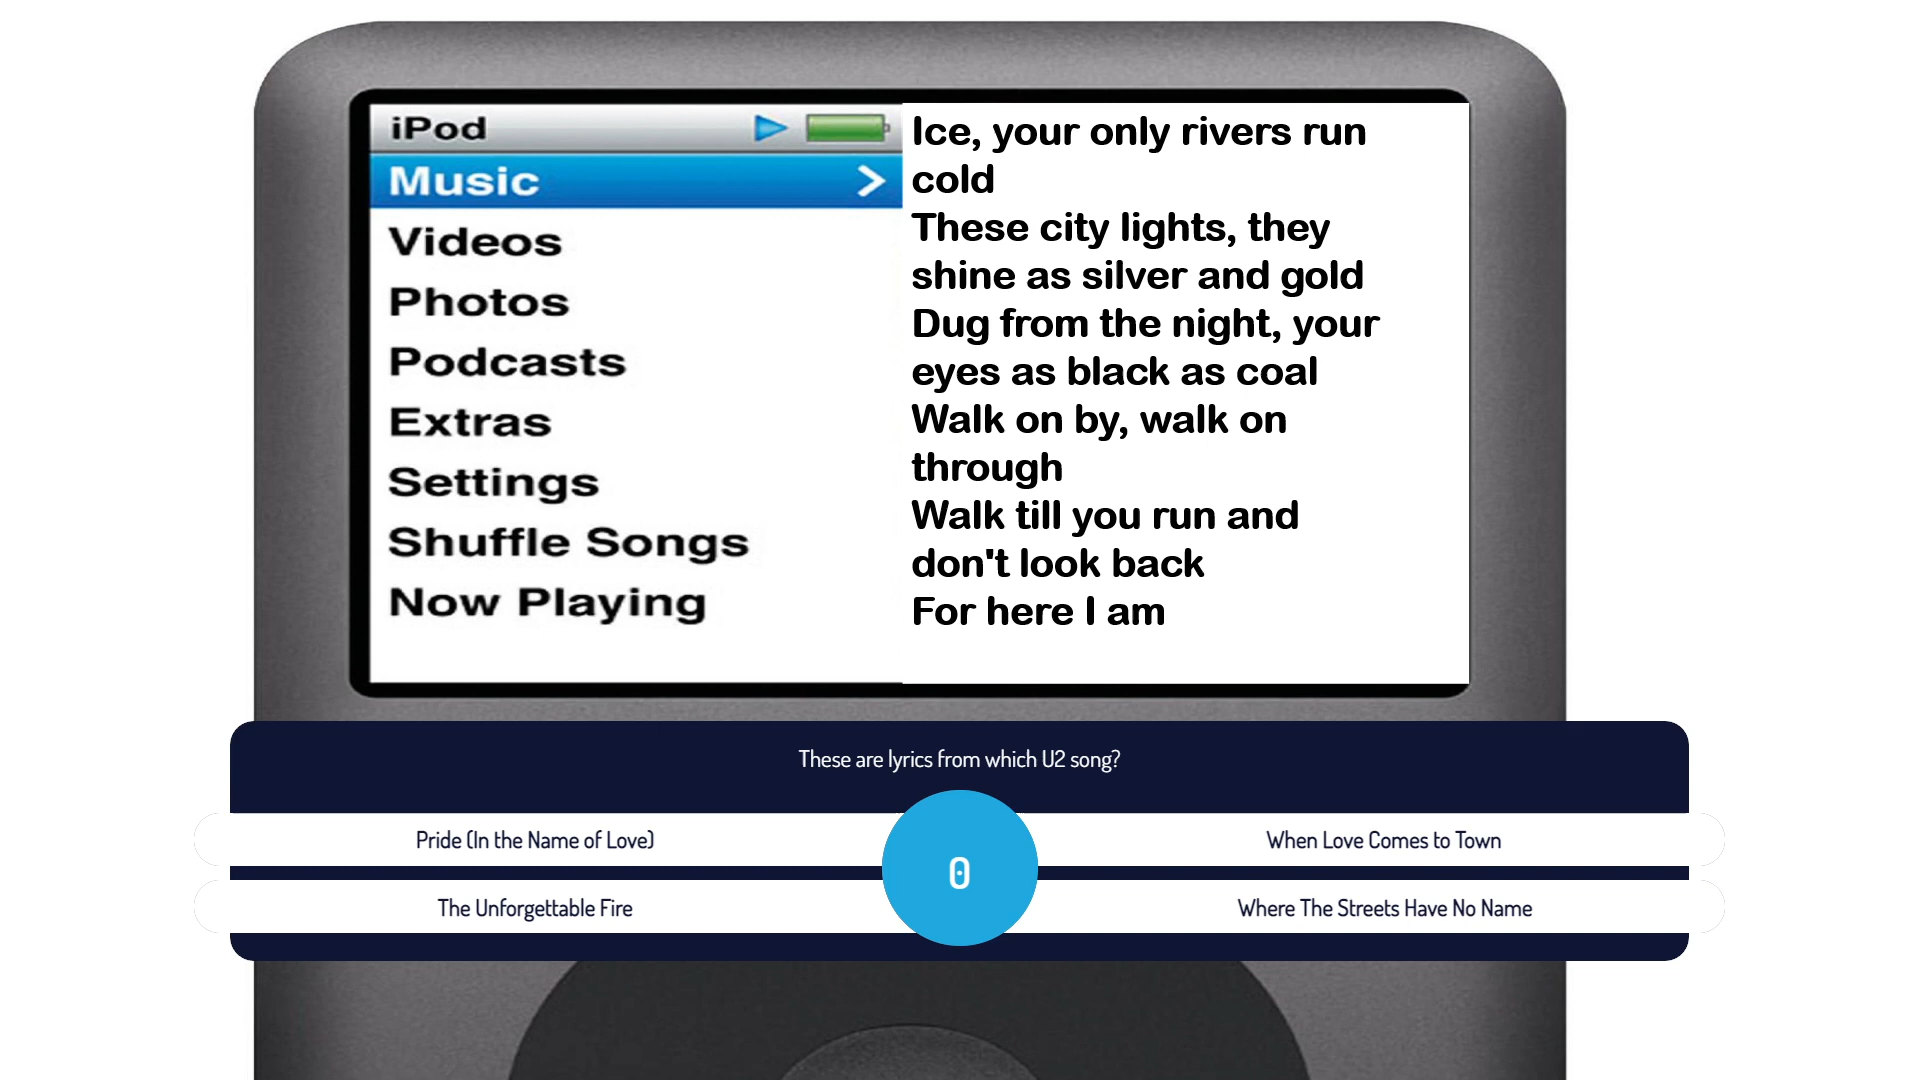 iPod
Music
Videos
Photos
Podcasts
Extras
Settings
Shuffle Songs
Now Playing
Ice, your only rivers run
cold
These city lights, they
shine as silver and gold
Dug from the night, your
eyes as black as coal
Walk on by, walk on
through
Walk till you run and
don't look back
For here I am
These are lyrics from which U2 song?
Pride (In the Name of Love)
When Love Comes to Town
0
The Unforgettable Fire
Where The Streets Have No Name